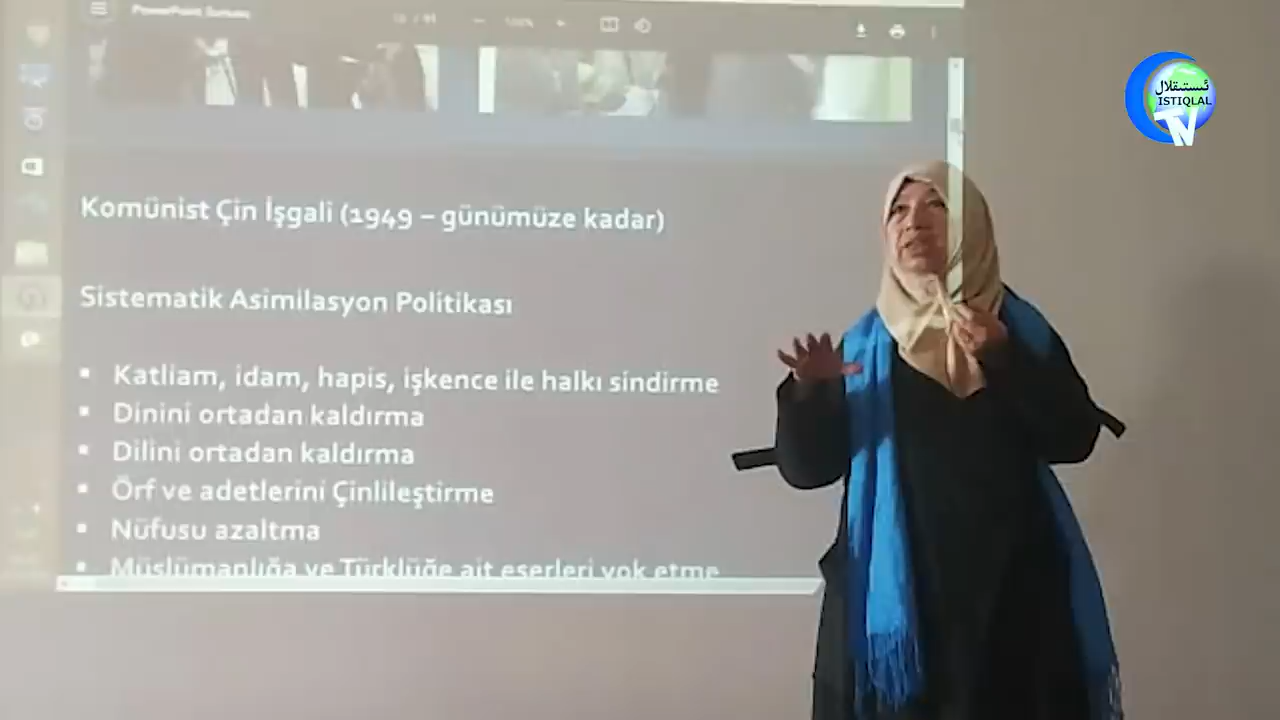 PowerPoint Sunusu
100%
Komünist Çin İşgali (1949 – günümüze kadar)
Sistematik Asimilasyon Politikası
▪ Katliam, idam, hapis, işkence ile halkı sindirme
▪ Dinini ortadan kaldırma
▪ Dilini ortadan kaldırma
▪ Örf ve adetlerini Çinlileştirme
▪ Nüfusu azaltma
▪ Müslümanlığa ve Türklüğe ait eserleri yok etme
ئىستىقلال
ISTIQLAL
TV